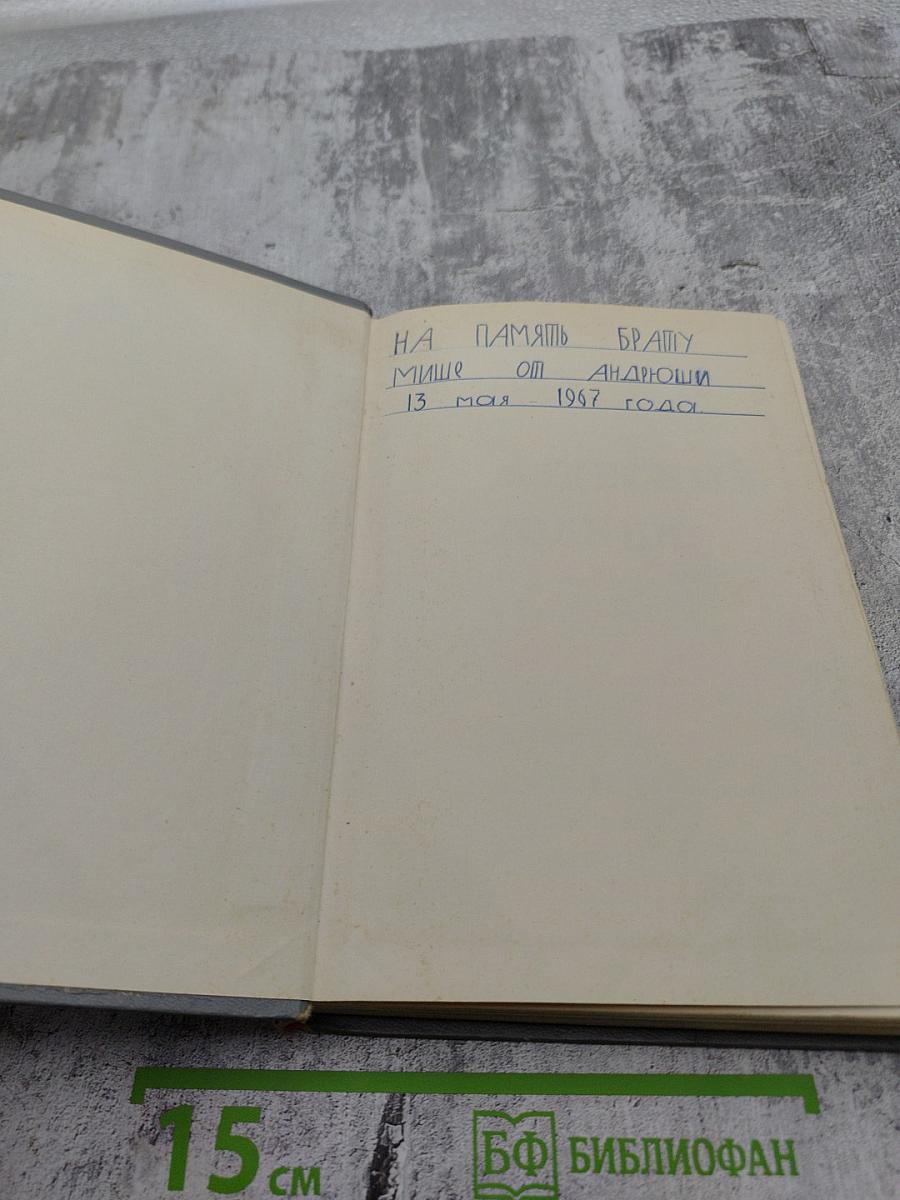 НА ПАМЯТЬ БРАТУ
МИШЕ ОТ АНДРЮШИ
13 мая 1967 года.
15 см
БФ БИБЛИОФАН